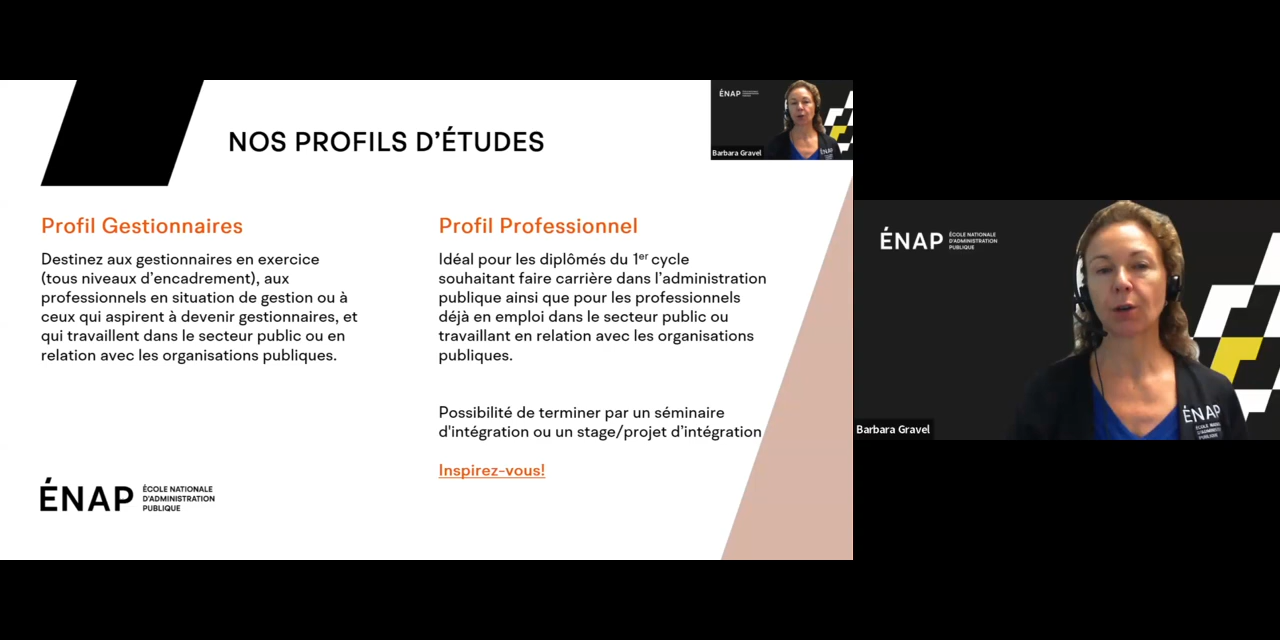 NOS PROFILS D'ÉTUDES
ÉNAP
Barbara Gravel
Profil Gestionnaires
Destinez aux gestionnaires en exercice
(tous niveaux d'encadrement), aux
professionnels en situation de gestion ou à
ceux qui aspirent à devenir gestionnaires, et
qui travaillent dans le secteur public ou en
relation avec les organisations publiques.
Profil Professionnel
Idéal pour les diplômés du 1er cycle
souhaitant faire carrière dans l'administration
publique ainsi que pour les professionnels
déjà en emploi dans le secteur public ou
travaillant en relation avec les organisations
publiques.
Possibilité de terminer par un séminaire
d'intégration ou un stage/projet d'intégration
Inspirez-vous!
ÉNAP
ÉCOLE NATIONALE
D'ADMINISTRATION
PUBLIQUE
ÉNAP
ÉCOLE NATIONALE
D'ADMINISTRATION
PUBLIQUE
ÉNAP
ÉCOLE NATIONALE
D'ADMINISTRATION
PUBLIQUE
Barbara Gravel